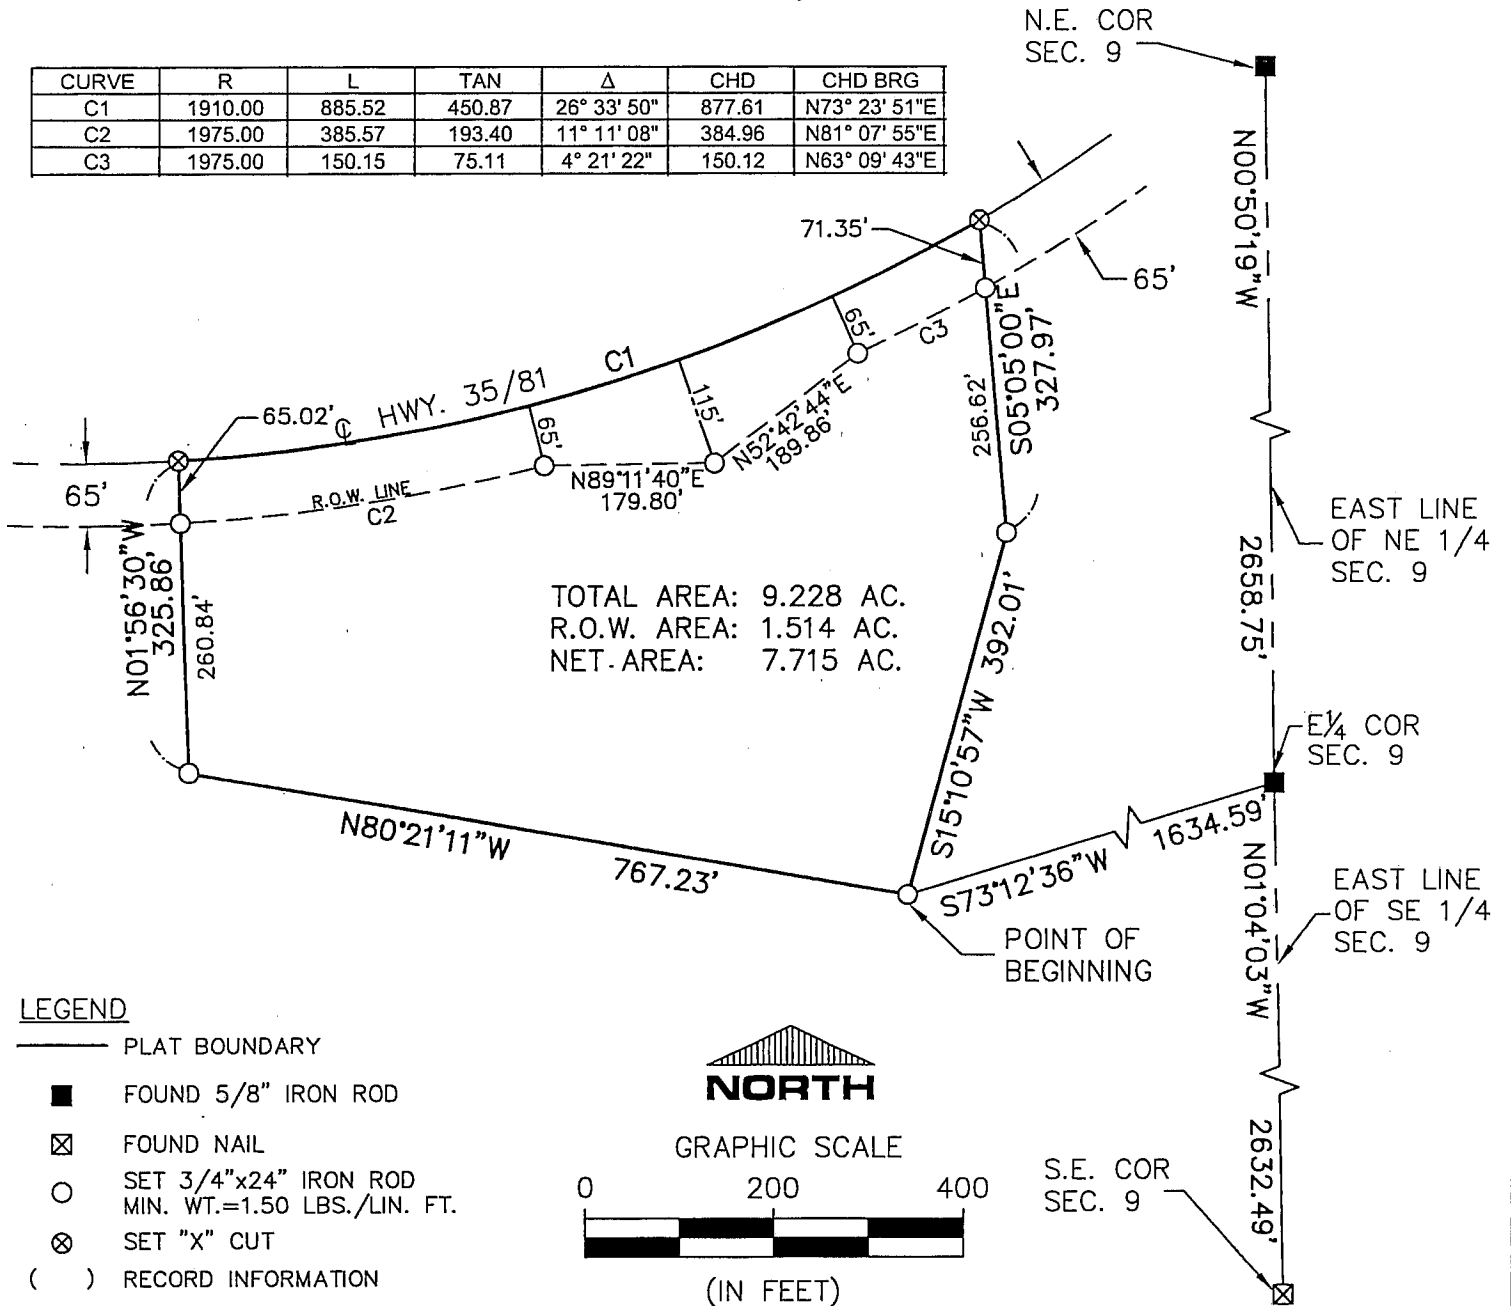 N.E. COR
SEC. 9
CURVE R L TAN Δ CHD CHD BRG
C1 1910.00 885.52 450.87 26° 33' 50" 877.61 N73° 23' 51"E
C2 1975.00 385.57 193.40 11° 11' 08" 384.96 N81° 07' 55"E
C3 1975.00 150.15 75.11 4° 21' 22" 150.12 N63° 09' 43"E
N00°50'19"W
71.35'
65'
65'
C3
C1
S05°05'00"E
327.97'
256.62'
HWY. 35/81
℄
65.02'
115'
65'
N52°42'44"E
189.86'
N89°11'40"E
179.80'
65'
R.O.W. LINE
C2
EAST LINE
OF NE 1/4
SEC. 9
2658.75'
N01°56'30"W
325.86'
260.84'
TOTAL AREA: 9.228 AC.
R.O.W. AREA: 1.514 AC.
NET AREA: 7.715 AC.
S15°10'57"W 392.01'
E1/4 COR
SEC. 9
N80°21'11"W 767.23'
S73°12'36"W 1634.59'
N01°04'03"W
EAST LINE
OF SE 1/4
SEC. 9
POINT OF
BEGINNING
LEGEND
PLAT BOUNDARY
FOUND 5/8" IRON ROD
FOUND NAIL
SET 3/4"x24" IRON ROD
MIN. WT.=1.50 LBS./LIN. FT.
SET "X" CUT
( ) RECORD INFORMATION
NORTH
GRAPHIC SCALE
0 200 400
(IN FEET)
S.E. COR
SEC. 9
2632.49'